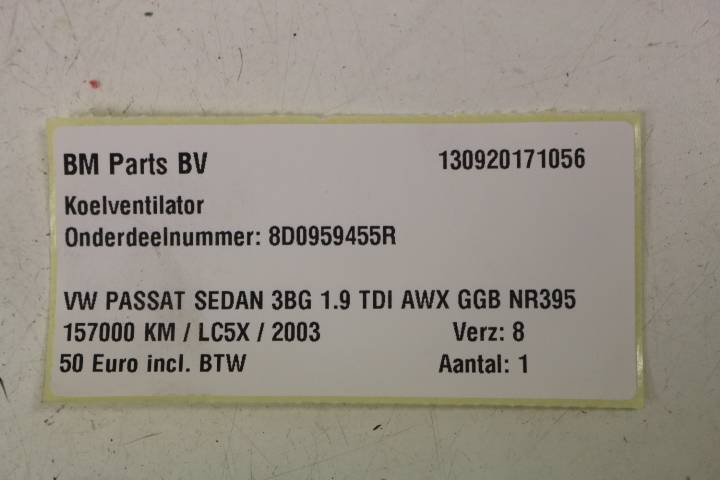 BM Parts BV 130920171056
Koelventilator
Onderdeelnummer: 8D0959455R
VW PASSAT SEDAN 3BG 1.9 TDI AWX GGB NR395
157000 KM / LC5X / 2003 Verz: 8
50 Euro incl. BTW Aantal: 1